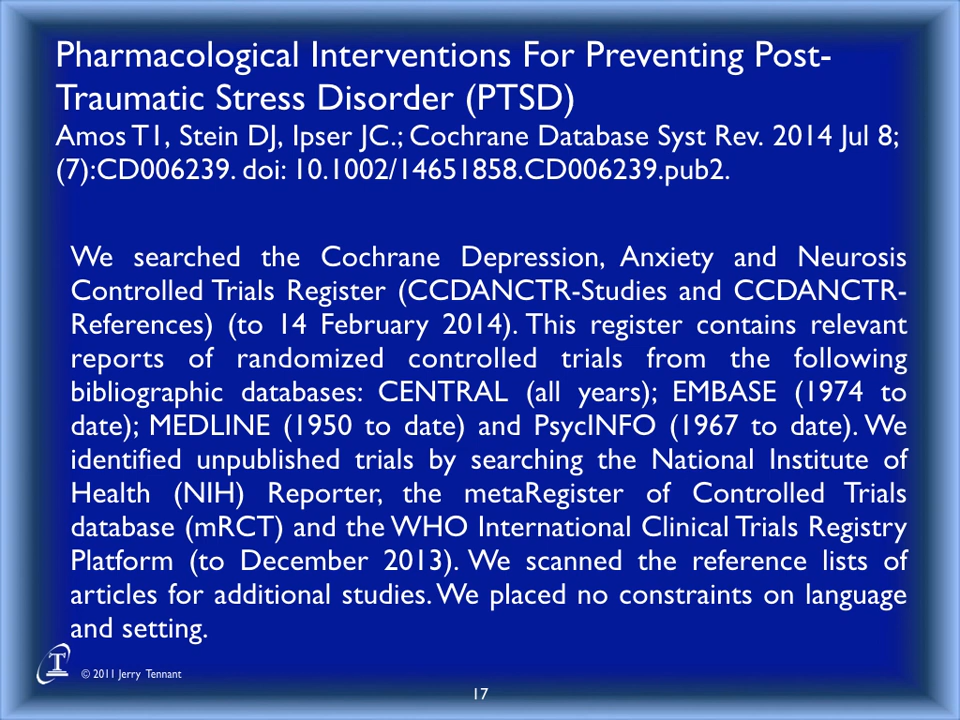 Pharmacological Interventions For Preventing Post-
Traumatic Stress Disorder (PTSD)
Amos T1, Stein DJ, Ipser JC.; Cochrane Database Syst Rev. 2014 Jul 8;
(7):CD006239. doi: 10.1002/14651858.CD006239.pub2.
We searched the Cochrane Depression, Anxiety and Neurosis
Controlled Trials Register (CCDANCTR-Studies and CCDANCTR-
References) (to 14 February 2014). This register contains relevant
reports of randomized controlled trials from the following
bibliographic databases: CENTRAL (all years); EMBASE (1974 to
date); MEDLINE (1950 to date) and PsycINFO (1967 to date). We
identified unpublished trials by searching the National Institute of
Health (NIH) Reporter, the metaRegister of Controlled Trials
database (mRCT) and the WHO International Clinical Trials Registry
Platform (to December 2013). We scanned the reference lists of
articles for additional studies. We placed no constraints on language
and setting.
T
© 2011 Jerry Tennant
17